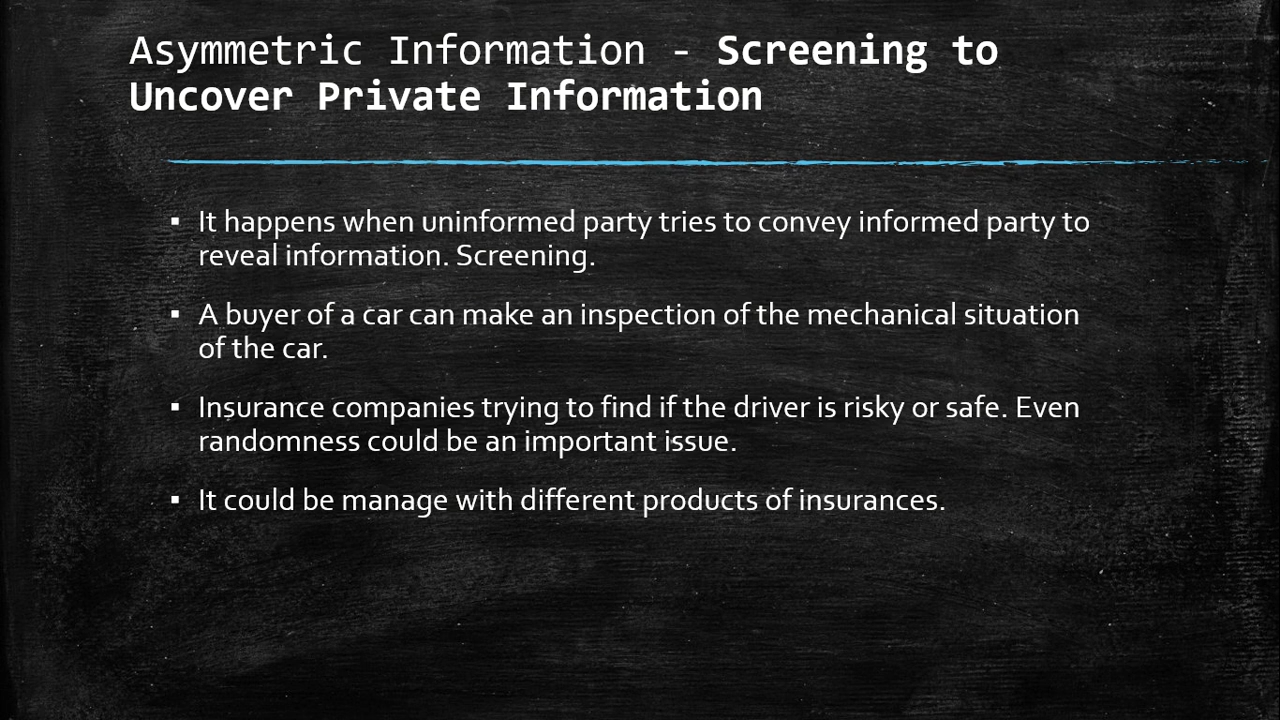 Asymmetric Information - Screening to
Uncover Private Information
▪ It happens when uninformed party tries to convey informed party to
reveal information. Screening.
▪ A buyer of a car can make an inspection of the mechanical situation
of the car.
▪ Insurance companies trying to find if the driver is risky or safe. Even
randomness could be an important issue.
▪ It could be manage with different products of insurances.